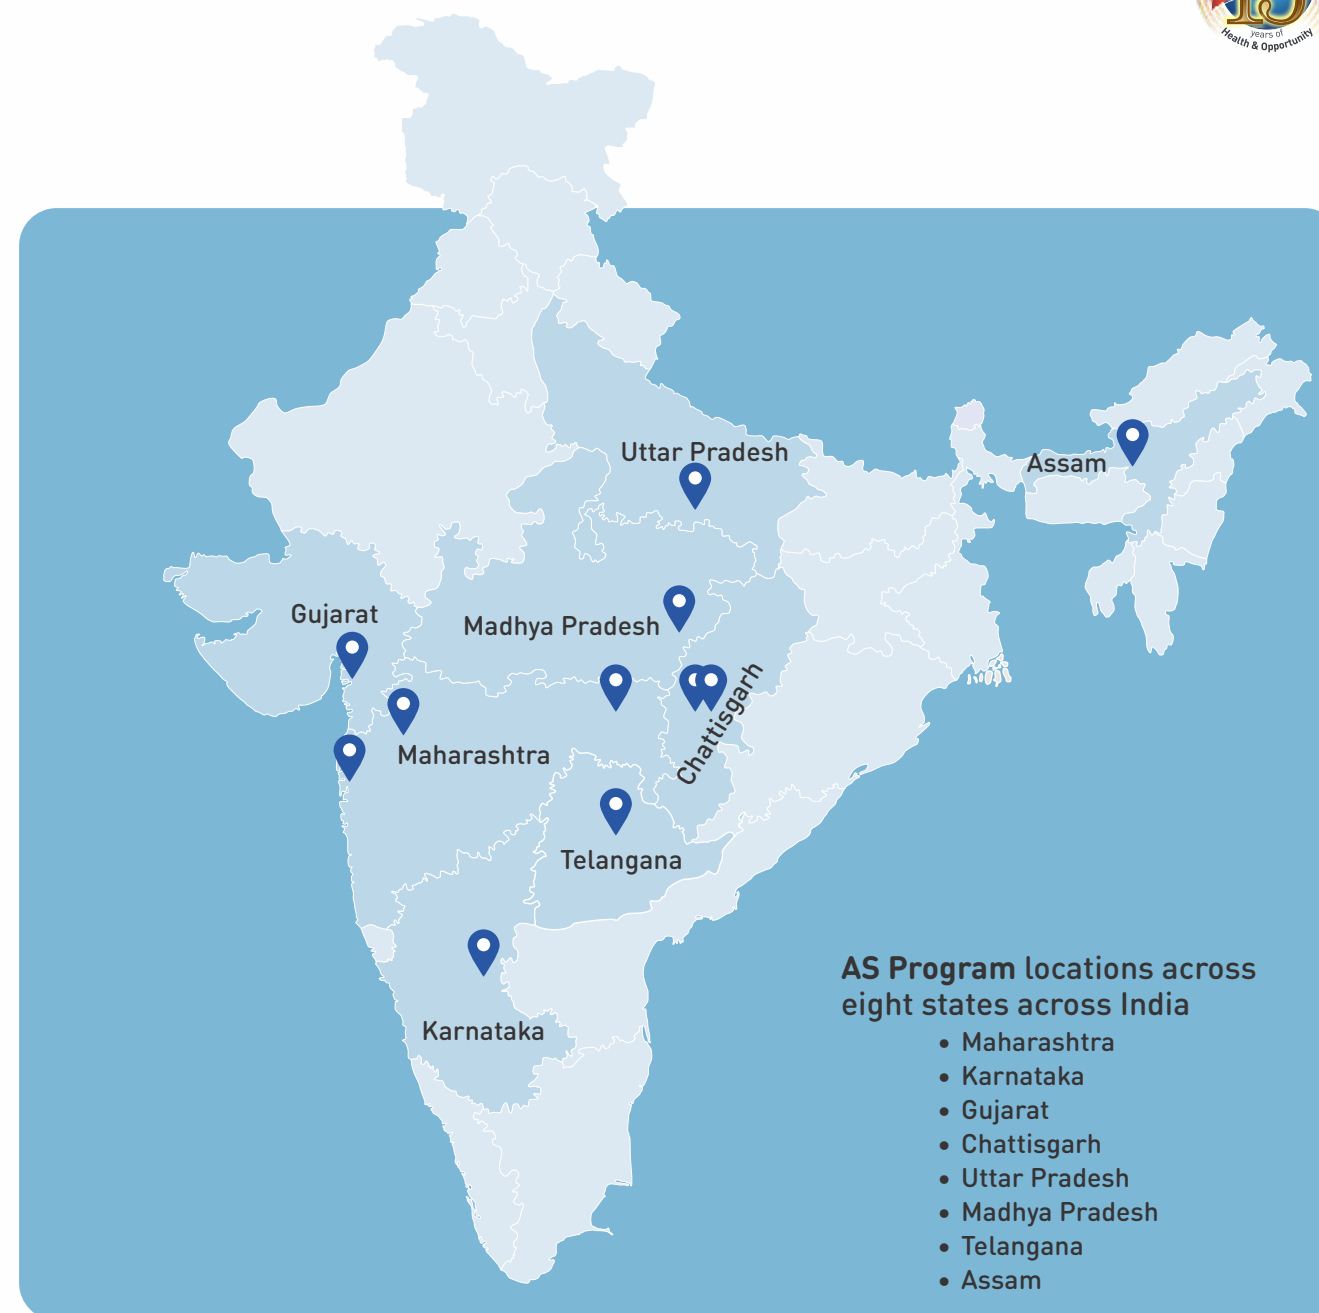 15
years of
Health & Opportunity
Uttar Pradesh
Assam
Gujarat
Madhya Pradesh
Chattisgarh
Maharashtra
Telangana
Karnataka
AS Program locations across
eight states across India
• Maharashtra
• Karnataka
• Gujarat
• Chattisgarh
• Uttar Pradesh
• Madhya Pradesh
• Telangana
• Assam